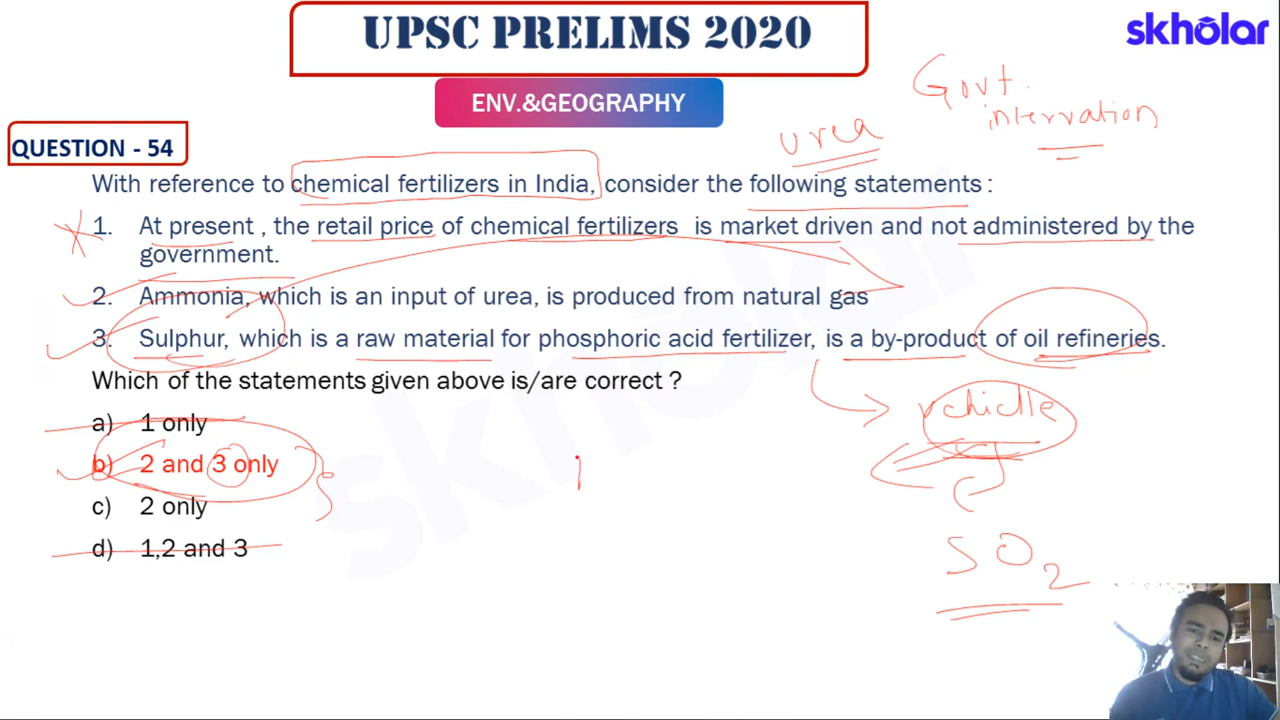 UPSC PRELIMS 2020
skholar
ENV.&GEOGRAPHY
Govt.
intervation
urea
QUESTION - 54
With reference to chemical fertilizers in India, consider the following statements :
1. At present , the retail price of chemical fertilizers is market driven and not administered by the
government.
2. Ammonia, which is an input of urea, is produced from natural gas
3. Sulphur, which is a raw material for phosphoric acid fertilizer, is a by-product of oil refineries.
Which of the statements given above is/are correct ?
a) 1 only
vehicle
b) 2 and 3 only
c) 2 only
d) 1,2 and 3
SO2
skholar